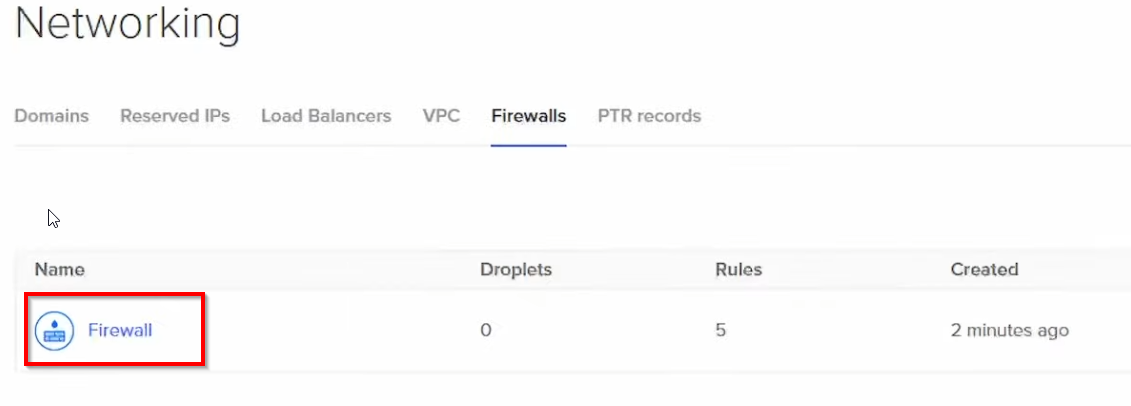 Networking
Domains Reserved IPs Load Balancers VPC Firewalls PTR records
Name Droplets Rules Created
Firewall 0 5 2 minutes ago